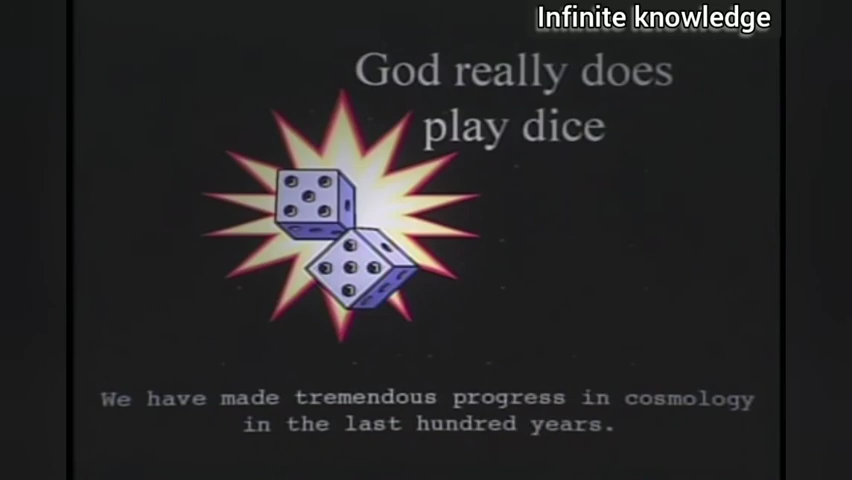 Infinite knowledge
God really does
play dice
We have made tremendous progress in cosmology
in the last hundred years.